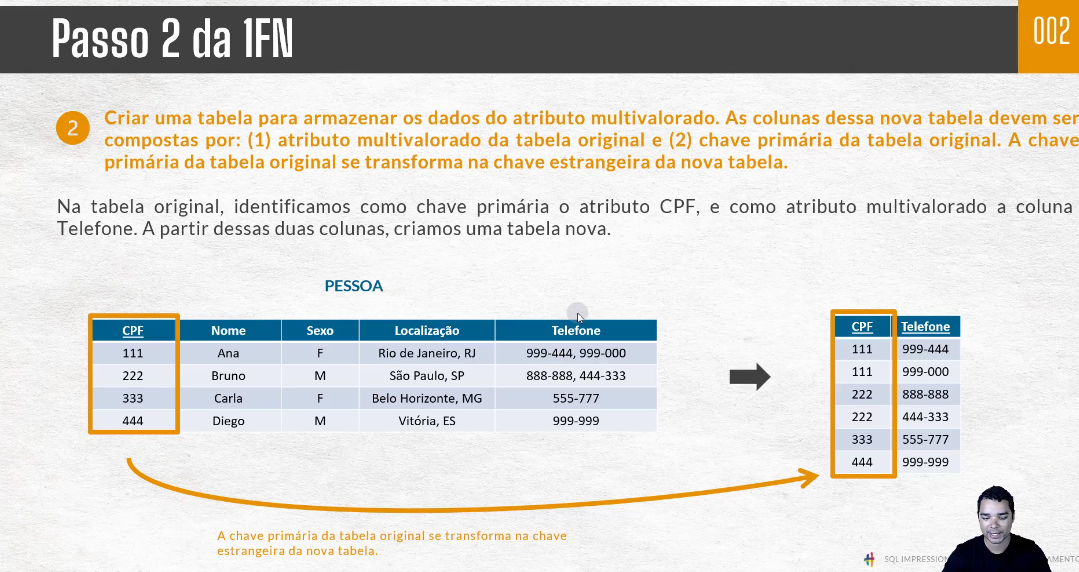 Passo 2 da 1FN
002
2
Criar uma tabela para armazenar os dados do atributo multivalorado. As colunas dessa nova tabela devem ser
compostas por: (1) atributo multivalorado da tabela original e (2) chave primária da tabela original. A chave
primária da tabela original se transforma na chave estrangeira da nova tabela.
Na tabela original, identificamos como chave primária o atributo CPF, e como atributo multivalorado a coluna
Telefone. A partir dessas duas colunas, criamos uma tabela nova.
PESSOA
CPF Nome Sexo Localização Telefone
111 Ana F Rio de Janeiro, RJ 999-444, 999-000
222 Bruno M São Paulo, SP 888-888, 444-333
333 Carla F Belo Horizonte, MG 555-777
444 Diego M Vitória, ES 999-999
CPF Telefone
111 999-444
111 999-000
222 888-888
222 444-333
333 555-777
444 999-999
A chave primária da tabela original se transforma na chave
estrangeira da nova tabela.
SQL IMPRESSION